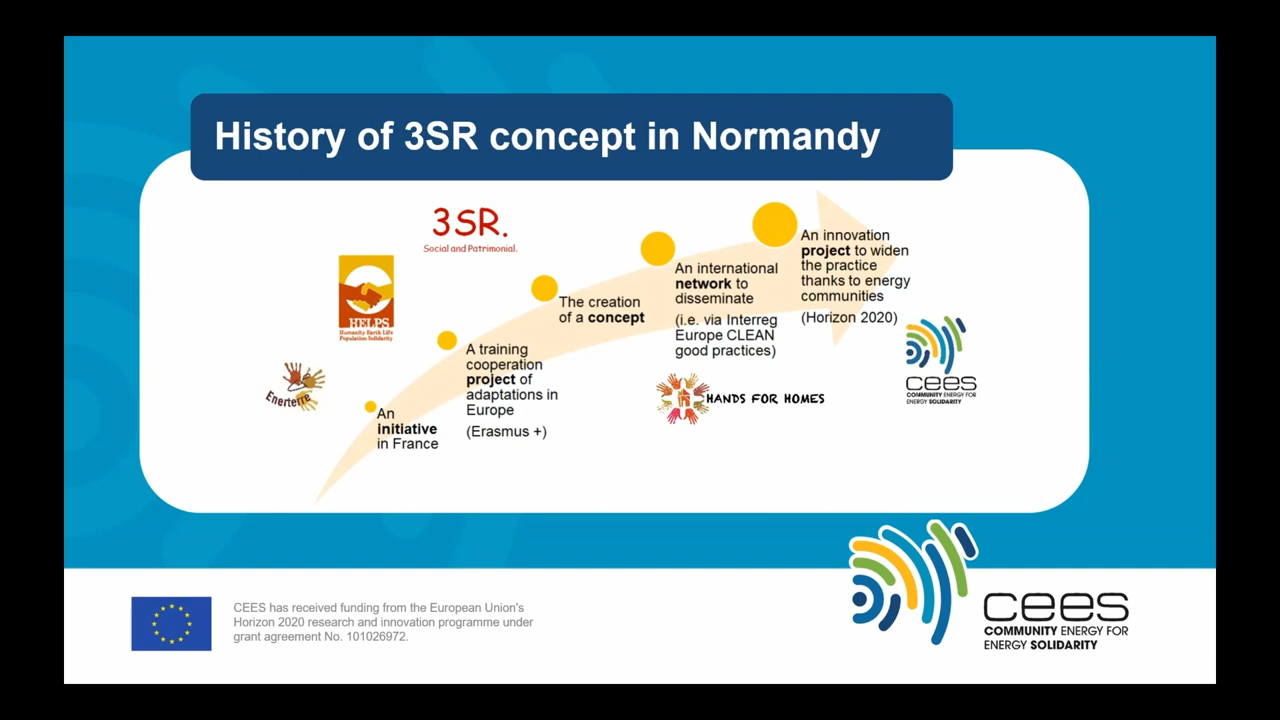 History of 3SR concept in Normandy
3SR.
Social and Patrimonial.
HELPS
Humanity Earth Life
Population Solidarity
Enerterre
An
initiative
in France
A training
cooperation
project of
adaptations in
Europe
(Erasmus +)
The creation
of a concept
An international
network to
disseminate
(i.e. via Interreg
Europe CLEAN
good practices)
HANDS FOR HOMES
An innovation
project to widen
the practice
thanks to energy
communities
(Horizon 2020)
cees
COMMUNITY ENERGY FOR
ENERGY SOLIDARITY
CEES has received funding from the European Union's
Horizon 2020 research and innovation programme under
grant agreement No. 101026972.
cees
COMMUNITY ENERGY FOR
ENERGY SOLIDARITY